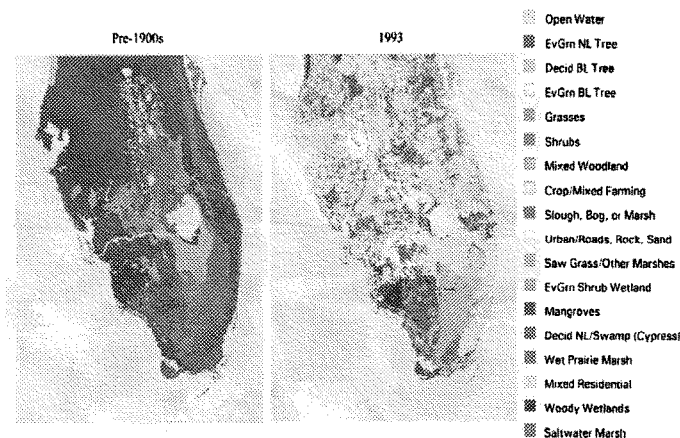 Pre-1900s
1993
Open Water
EvGrn NL Tree
Decid BL Tree
EvGrn BL Tree
Grasses
Shrubs
Mixed Woodland
Crop/Mixed Farming
Slough, Bog, or Marsh
Urban/Roads, Rock, Sand
Saw Grass/Other Marshes
EvGrn Shrub Wetland
Mangroves
Decid NL/Swamp (Cypress)
Wet Prairie Marsh
Mixed Residential
Woody Wetlands
Saltwater Marsh